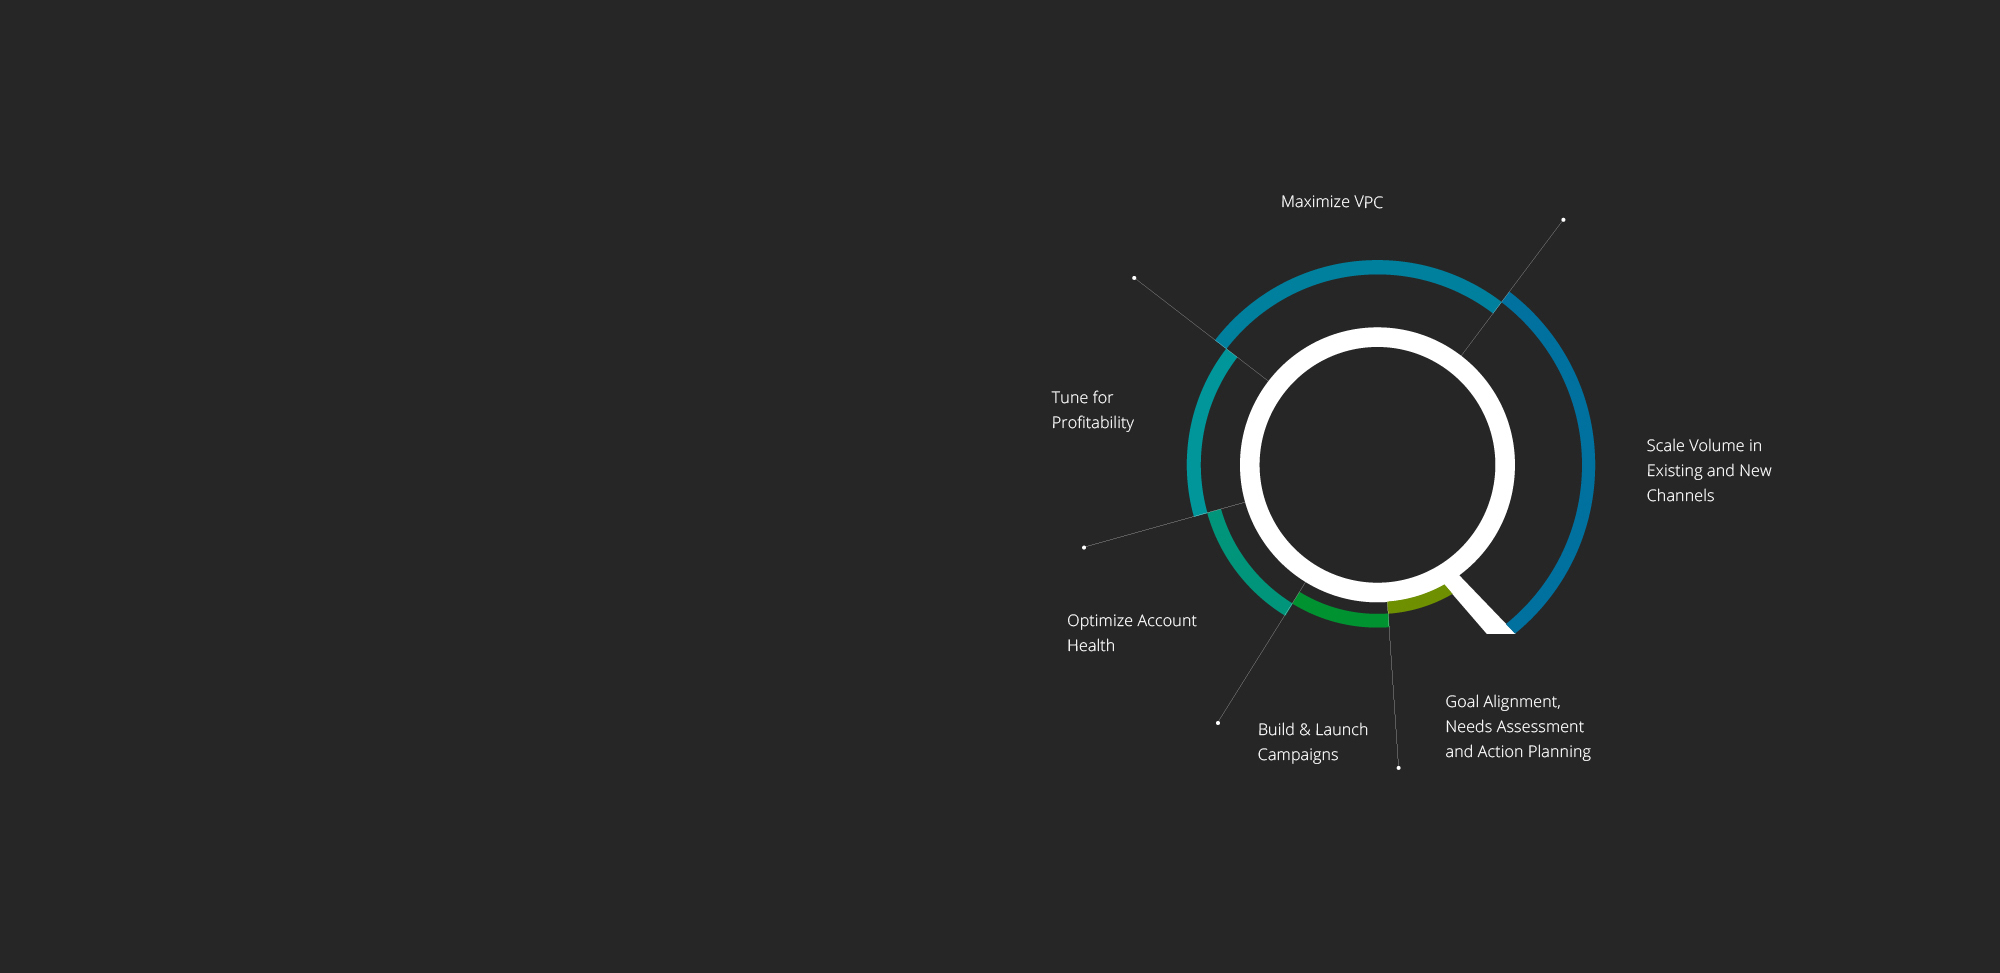 Maximize VPC
Tune for
Profitability
Scale Volume in
Existing and New
Channels
Optimize Account
Health
Goal Alignment,
Needs Assessment
and Action Planning
Build & Launch
Campaigns